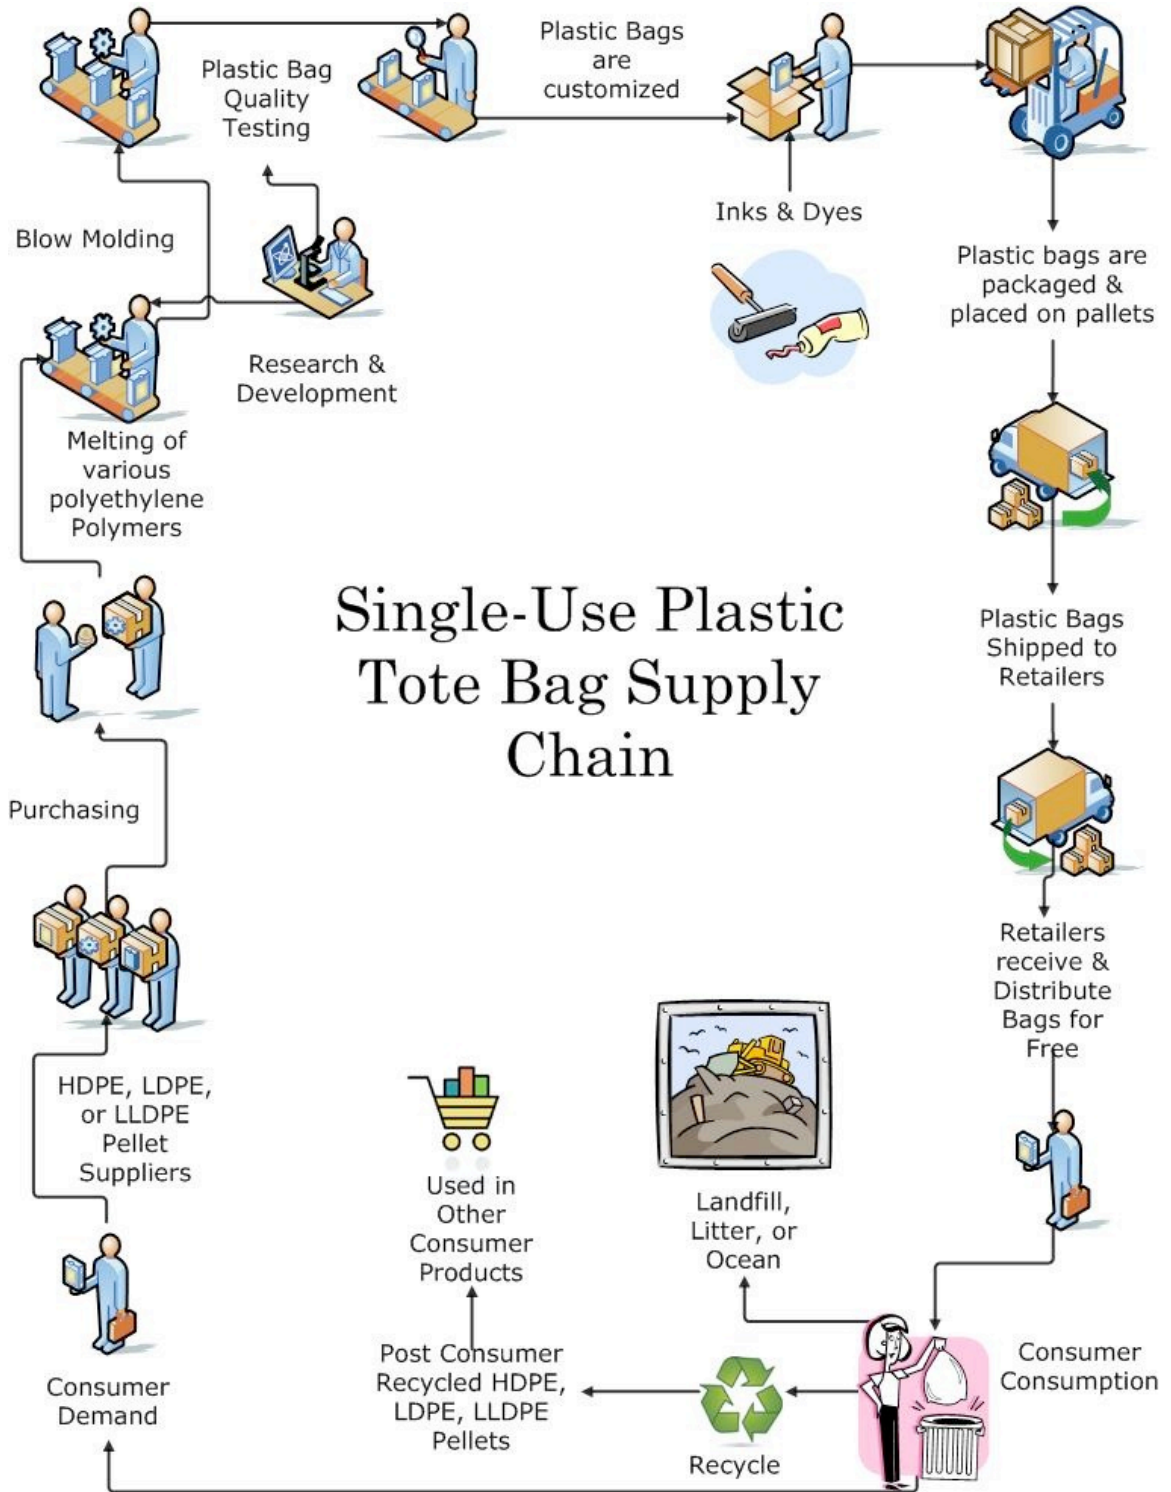 Plastic Bag
Quality
Testing
Plastic Bags
are
customized
Inks & Dyes
Blow Molding
Research &
Development
Melting of
various
polyethylene
Polymers
Plastic bags are
packaged &
placed on pallets
Single-Use Plastic
Tote Bag Supply
Chain
Plastic Bags
Shipped to
Retailers
Purchasing
Retailers
receive &
Distribute
Bags for
Free
HDPE, LDPE,
or LLDPE
Pellet
Suppliers
Used in
Other
Consumer
Products
Landfill,
Litter, or
Ocean
Consumer
Demand
Post Consumer
Recycled HDPE,
LDPE, LLDPE
Pellets
Recycle
Consumer
Consumption